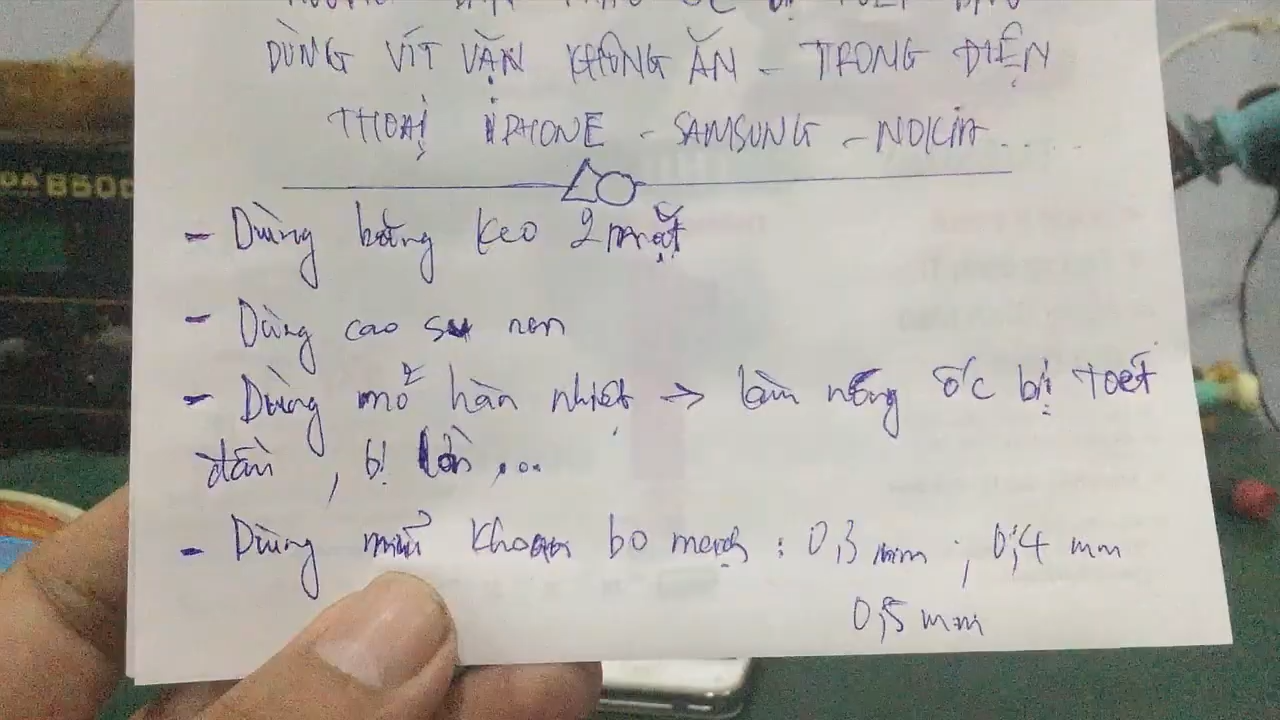 DÙNG VÍT VẶN KHÔNG ĂN - TRONG ĐIỆN
THOẠI IPHONE - SAMSUNG - NOKIA.....
- Dùng băng keo 2 mặt
- Dùng cao su non
- Dùng mỏ hàn nhiệt → làm nóng ốc bị toét
đầu, bị lờn,...
- Dùng mũi khoan bo mạch : 0,3 mm ; 0,4 mm
0,5 mm
8600